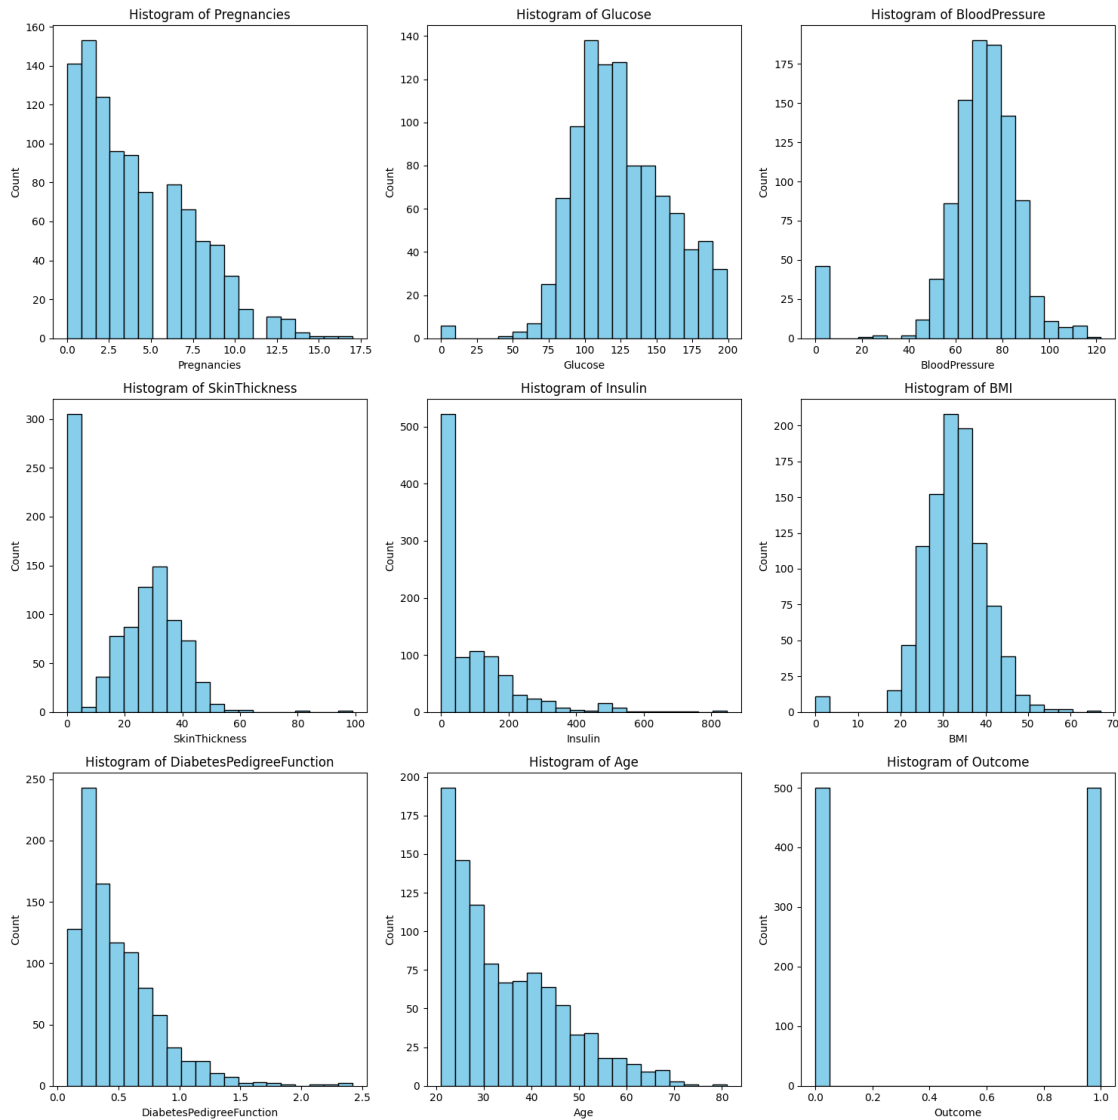 Histogram of Pregnancies
Count
160
140
120
100
80
60
40
20
0
0.0 2.5 5.0 7.5 10.0 12.5 15.0 17.5
Pregnancies
Histogram of Glucose
Count
140
120
100
80
60
40
20
0
0 25 50 75 100 125 150 175 200
Glucose
Histogram of BloodPressure
Count
175
150
125
100
75
50
25
0
0 20 40 60 80 100 120
BloodPressure
Histogram of SkinThickness
Count
300
250
200
150
100
50
0
0 20 40 60 80 100
SkinThickness
Histogram of Insulin
Count
500
400
300
200
100
0
0 200 400 600 800
Insulin
Histogram of BMI
Count
200
175
150
125
100
75
50
25
0
0 10 20 30 40 50 60 70
BMI
Histogram of DiabetesPedigreeFunction
Count
250
200
150
100
50
0
0.0 0.5 1.0 1.5 2.0 2.5
DiabetesPedigreeFunction
Histogram of Age
Count
200
175
150
125
100
75
50
25
0
20 30 40 50 60 70 80
Age
Histogram of Outcome
Count
500
400
300
200
100
0
0.0 0.2 0.4 0.6 0.8 1.0
Outcome